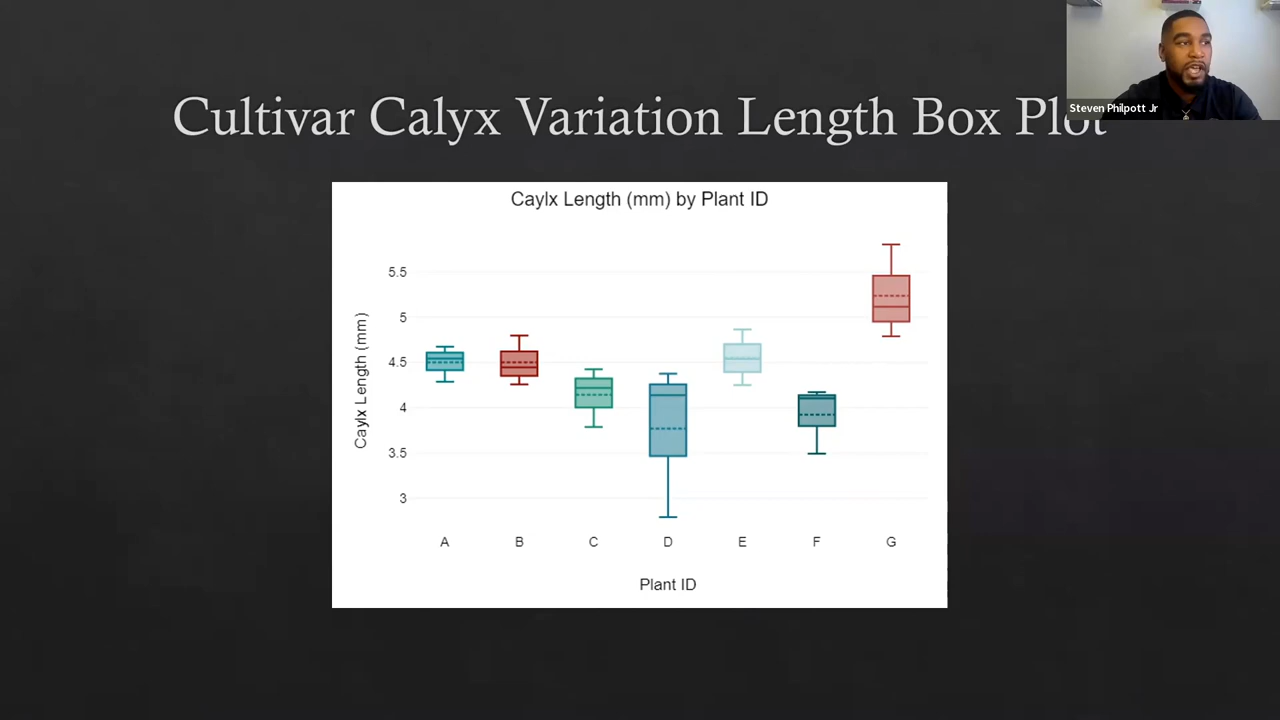 Cultivar Calyx Variation Length Box Plot
Steven Philpott Jr
Caylx Length (mm) by Plant ID
Caylx Length (mm)
5.5
5
4.5
4
3.5
3
A B C D E F G
Plant ID